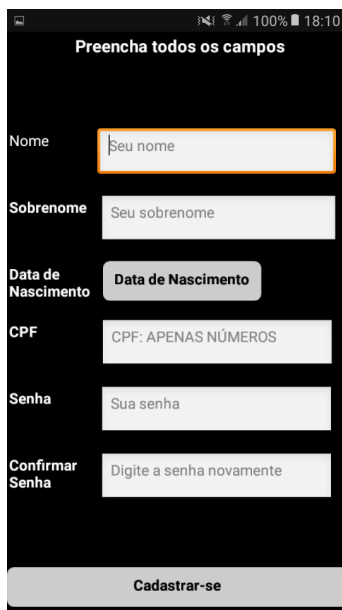 100% 18:10
Preencha todos os campos
Nome
Seu nome
Sobrenome
Seu sobrenome
Data de
Nascimento
Data de Nascimento
CPF
CPF: APENAS NÚMEROS
Senha
Sua senha
Confirmar
Senha
Digite a senha novamente
Cadastrar-se